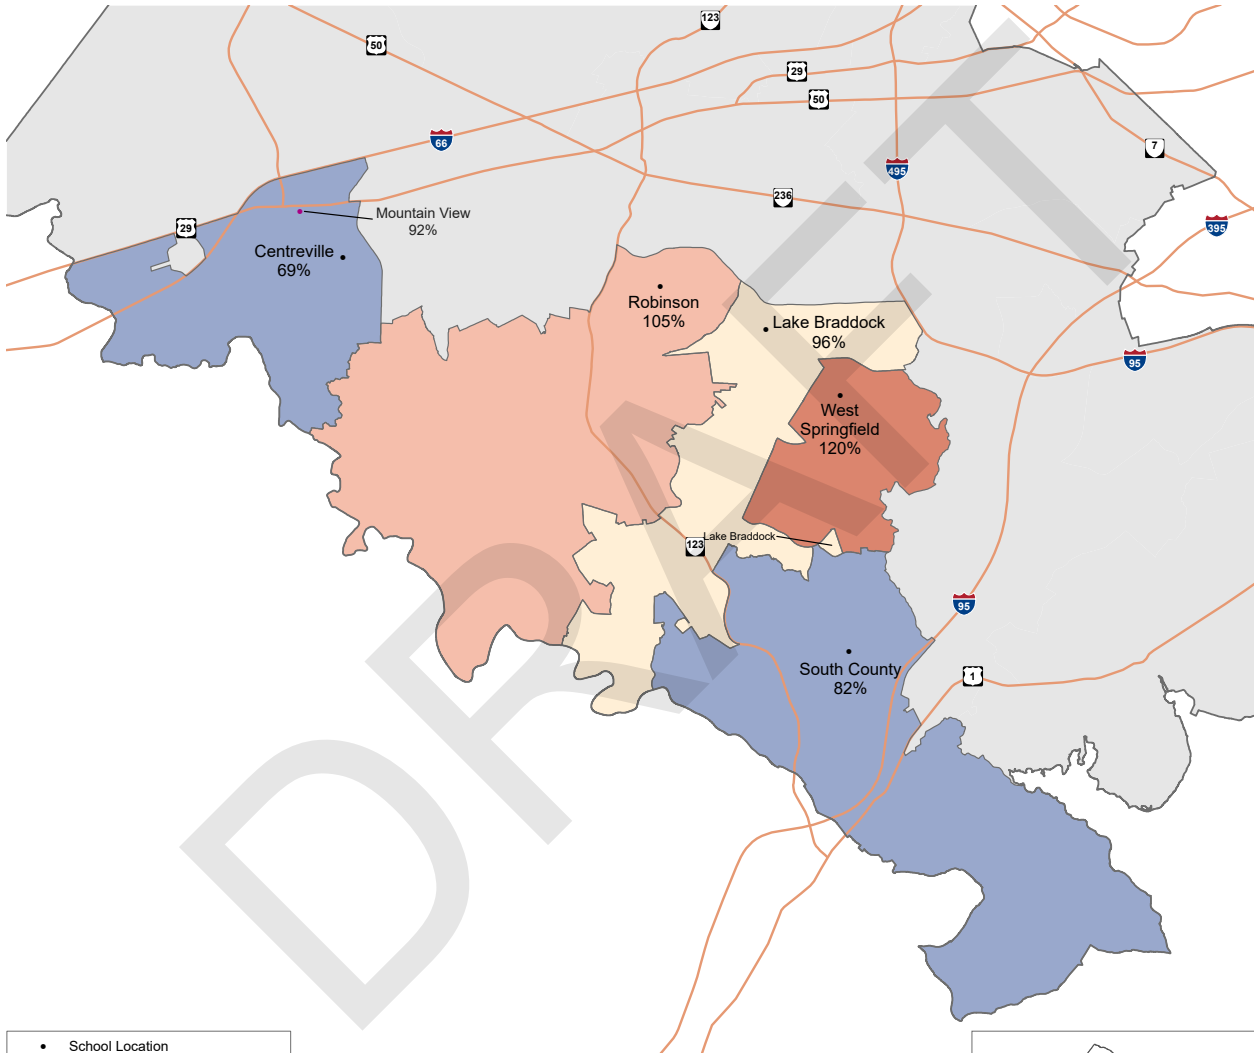 123
50
29
50
66
7
495
236
395
Mountain View
92%
29
Centreville
69%
Robinson
105%
Lake Braddock
96%
95
West
Springfield
120%
Lake Braddock
123
95
South County
82%
1
DRAFT
School Location